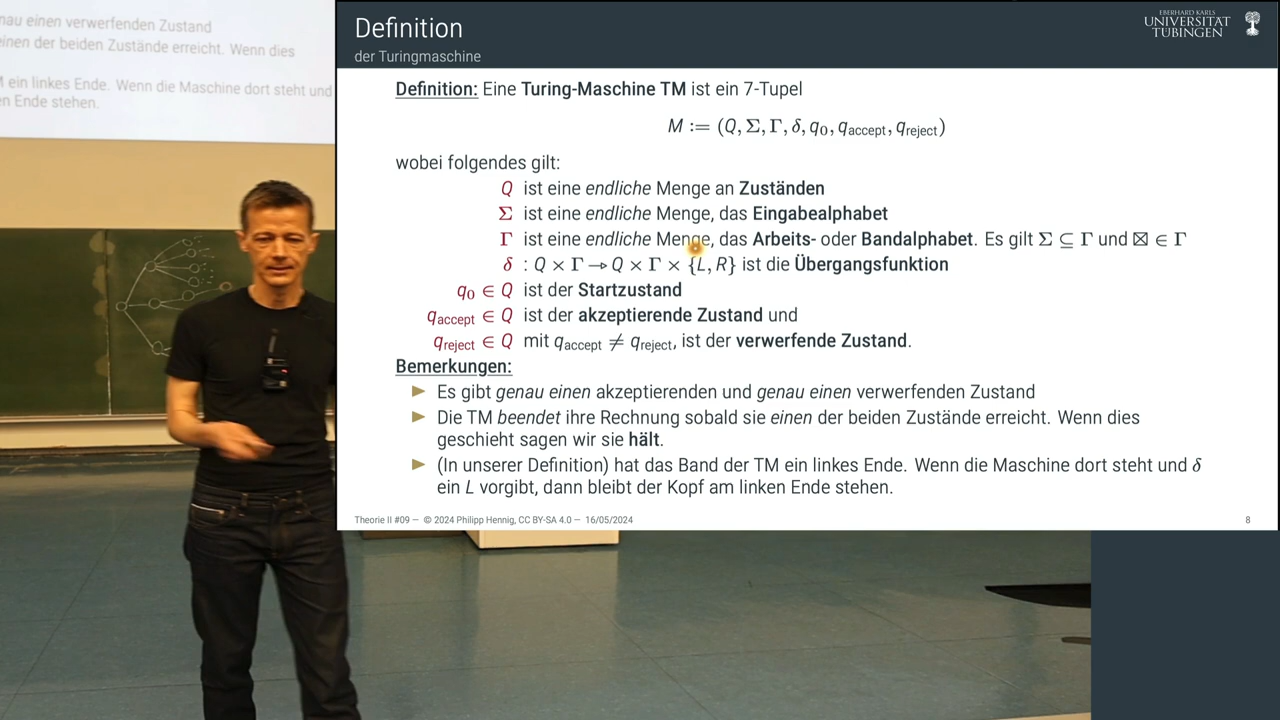 nau einen verwerfenden Zustand
inen der beiden Zustände erreicht. Wenn dies
ein linkes Ende. Wenn die Maschine dort steht und
n Ende stehen.
Definition
der Turingmaschine
EBERHARD KARLS
UNIVERSITÄT
TÜBINGEN
Definition: Eine Turing-Maschine TM ist ein 7-Tupel
M := (Q, Σ, Γ, δ, q₀, q_accept, q_reject)
wobei folgendes gilt:
Q ist eine endliche Menge an Zuständen
Σ ist eine endliche Menge, das Eingabealphabet
Γ ist eine endliche Menge, das Arbeits- oder Bandalphabet. Es gilt Σ ⊆ Γ und ⊠ ∈ Γ
δ : Q × Γ → Q × Γ × {L, R} ist die Übergangsfunktion
q₀ ∈ Q ist der Startzustand
q_accept ∈ Q ist der akzeptierende Zustand und
q_reject ∈ Q mit q_accept ≠ q_reject, ist der verwerfende Zustand.
Bemerkungen:
► Es gibt genau einen akzeptierenden und genau einen verwerfenden Zustand
► Die TM beendet ihre Rechnung sobald sie einen der beiden Zustände erreicht. Wenn dies
geschieht sagen wir sie hält.
► (In unserer Definition) hat das Band der TM ein linkes Ende. Wenn die Maschine dort steht und δ
ein L vorgibt, dann bleibt der Kopf am linken Ende stehen.
Theorie II #09 — © 2024 Philipp Hennig, CC BY-SA 4.0 — 16/05/2024
8